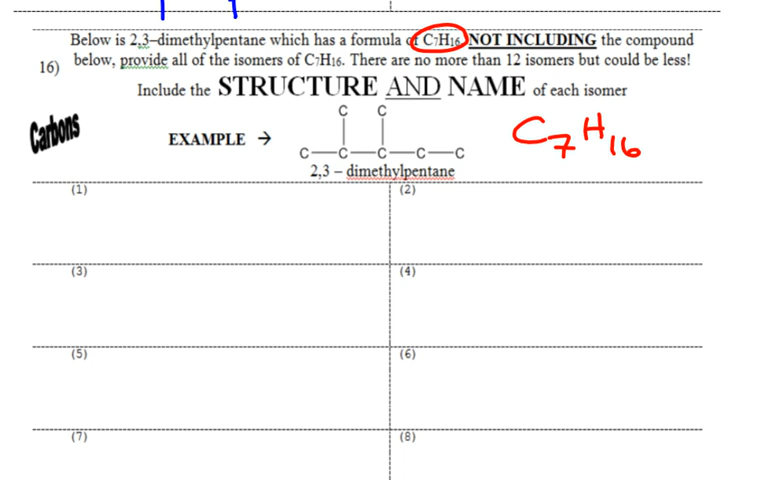 Below is 2,3–dimethylpentane which has a formula of C₇H₁₆ NOT INCLUDING the compound
16) below, provide all of the isomers of C₇H₁₆. There are no more than 12 isomers but could be less!
Include the STRUCTURE AND NAME of each isomer
Carbons
C C
EXAMPLE → C₇H₁₆
C—C—C—C—C
2,3 – dimethylpentane
(1) (2)
(3) (4)
(5) (6)
(7) (8)